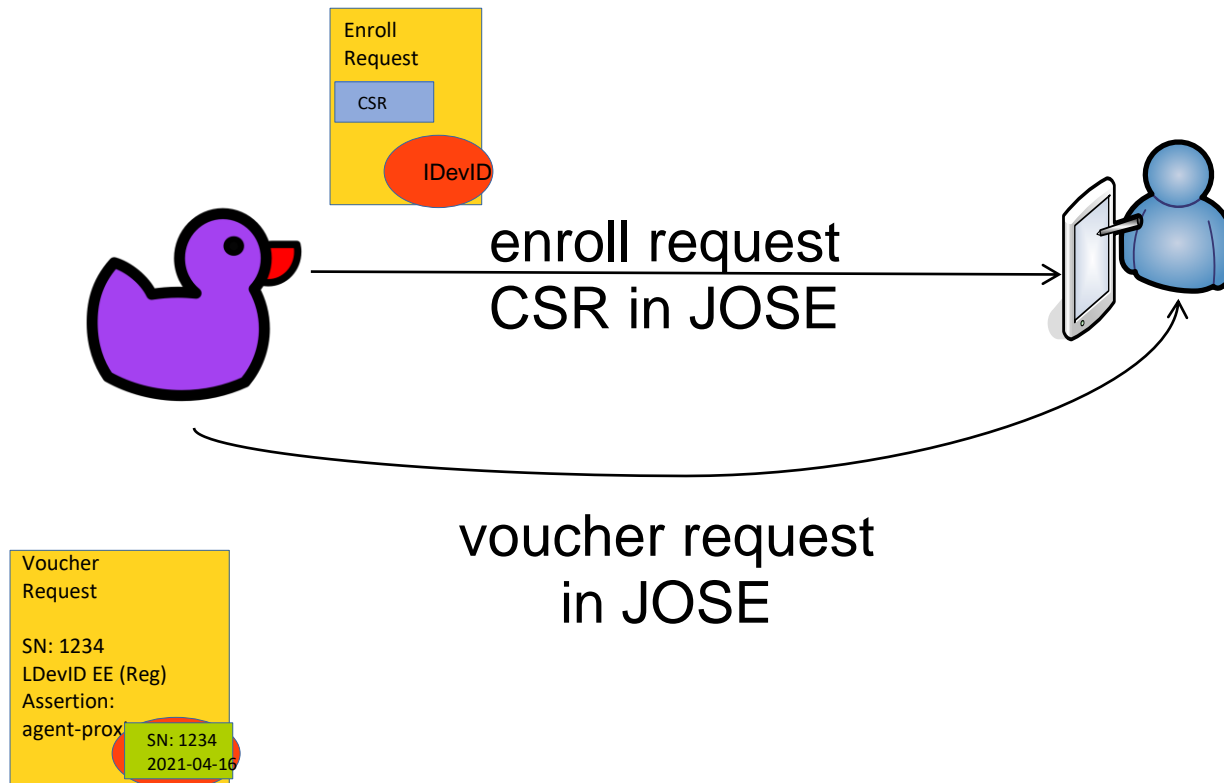 Enroll
Request
CSR
IDevID
enroll request
CSR in JOSE
voucher request
in JOSE
Voucher
Request
SN: 1234
LDevID EE (Reg)
Assertion:
agent-prox
SN: 1234
2021-04-16